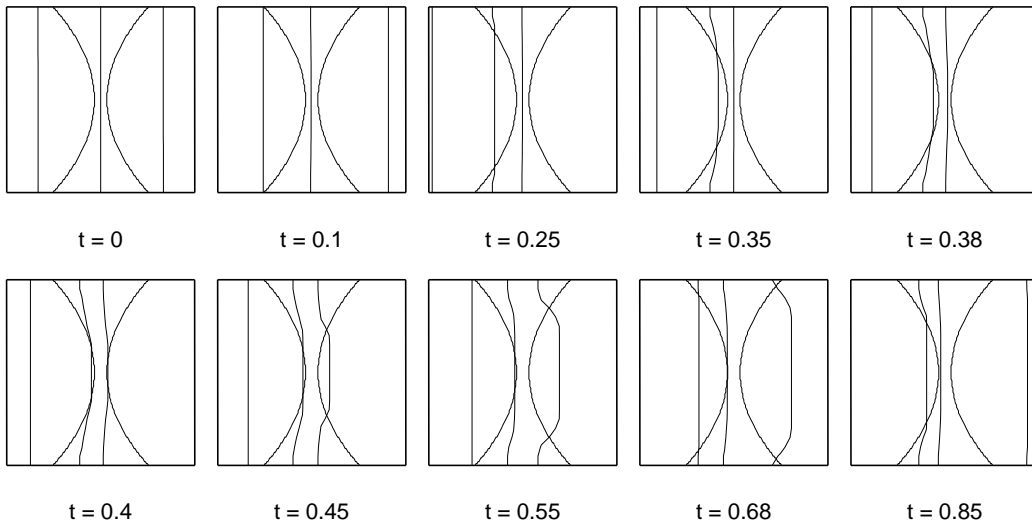 t = 0 t = 0.1 t = 0.25 t = 0.35 t = 0.38
t = 0.4 t = 0.45 t = 0.55 t = 0.68 t = 0.85